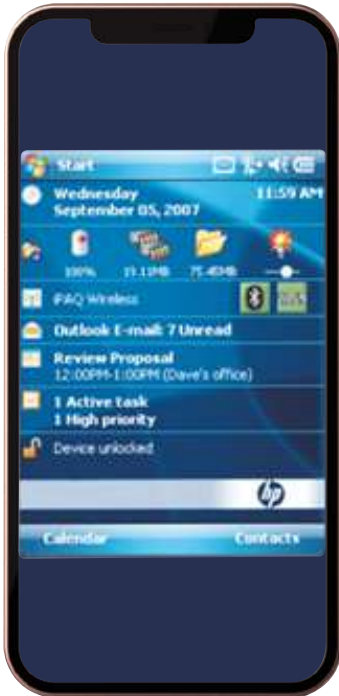 Start
Wednesday 11:59 AM
September 05, 2007
100% 19.11MB 75.45MB
iPAQ Wireless
Outlook E-mail: 7 Unread
Review Proposal
12:00PM-1:00PM (Dave's office)
1 Active task
1 High priority
Device unlocked
hp
Calendar Contacts